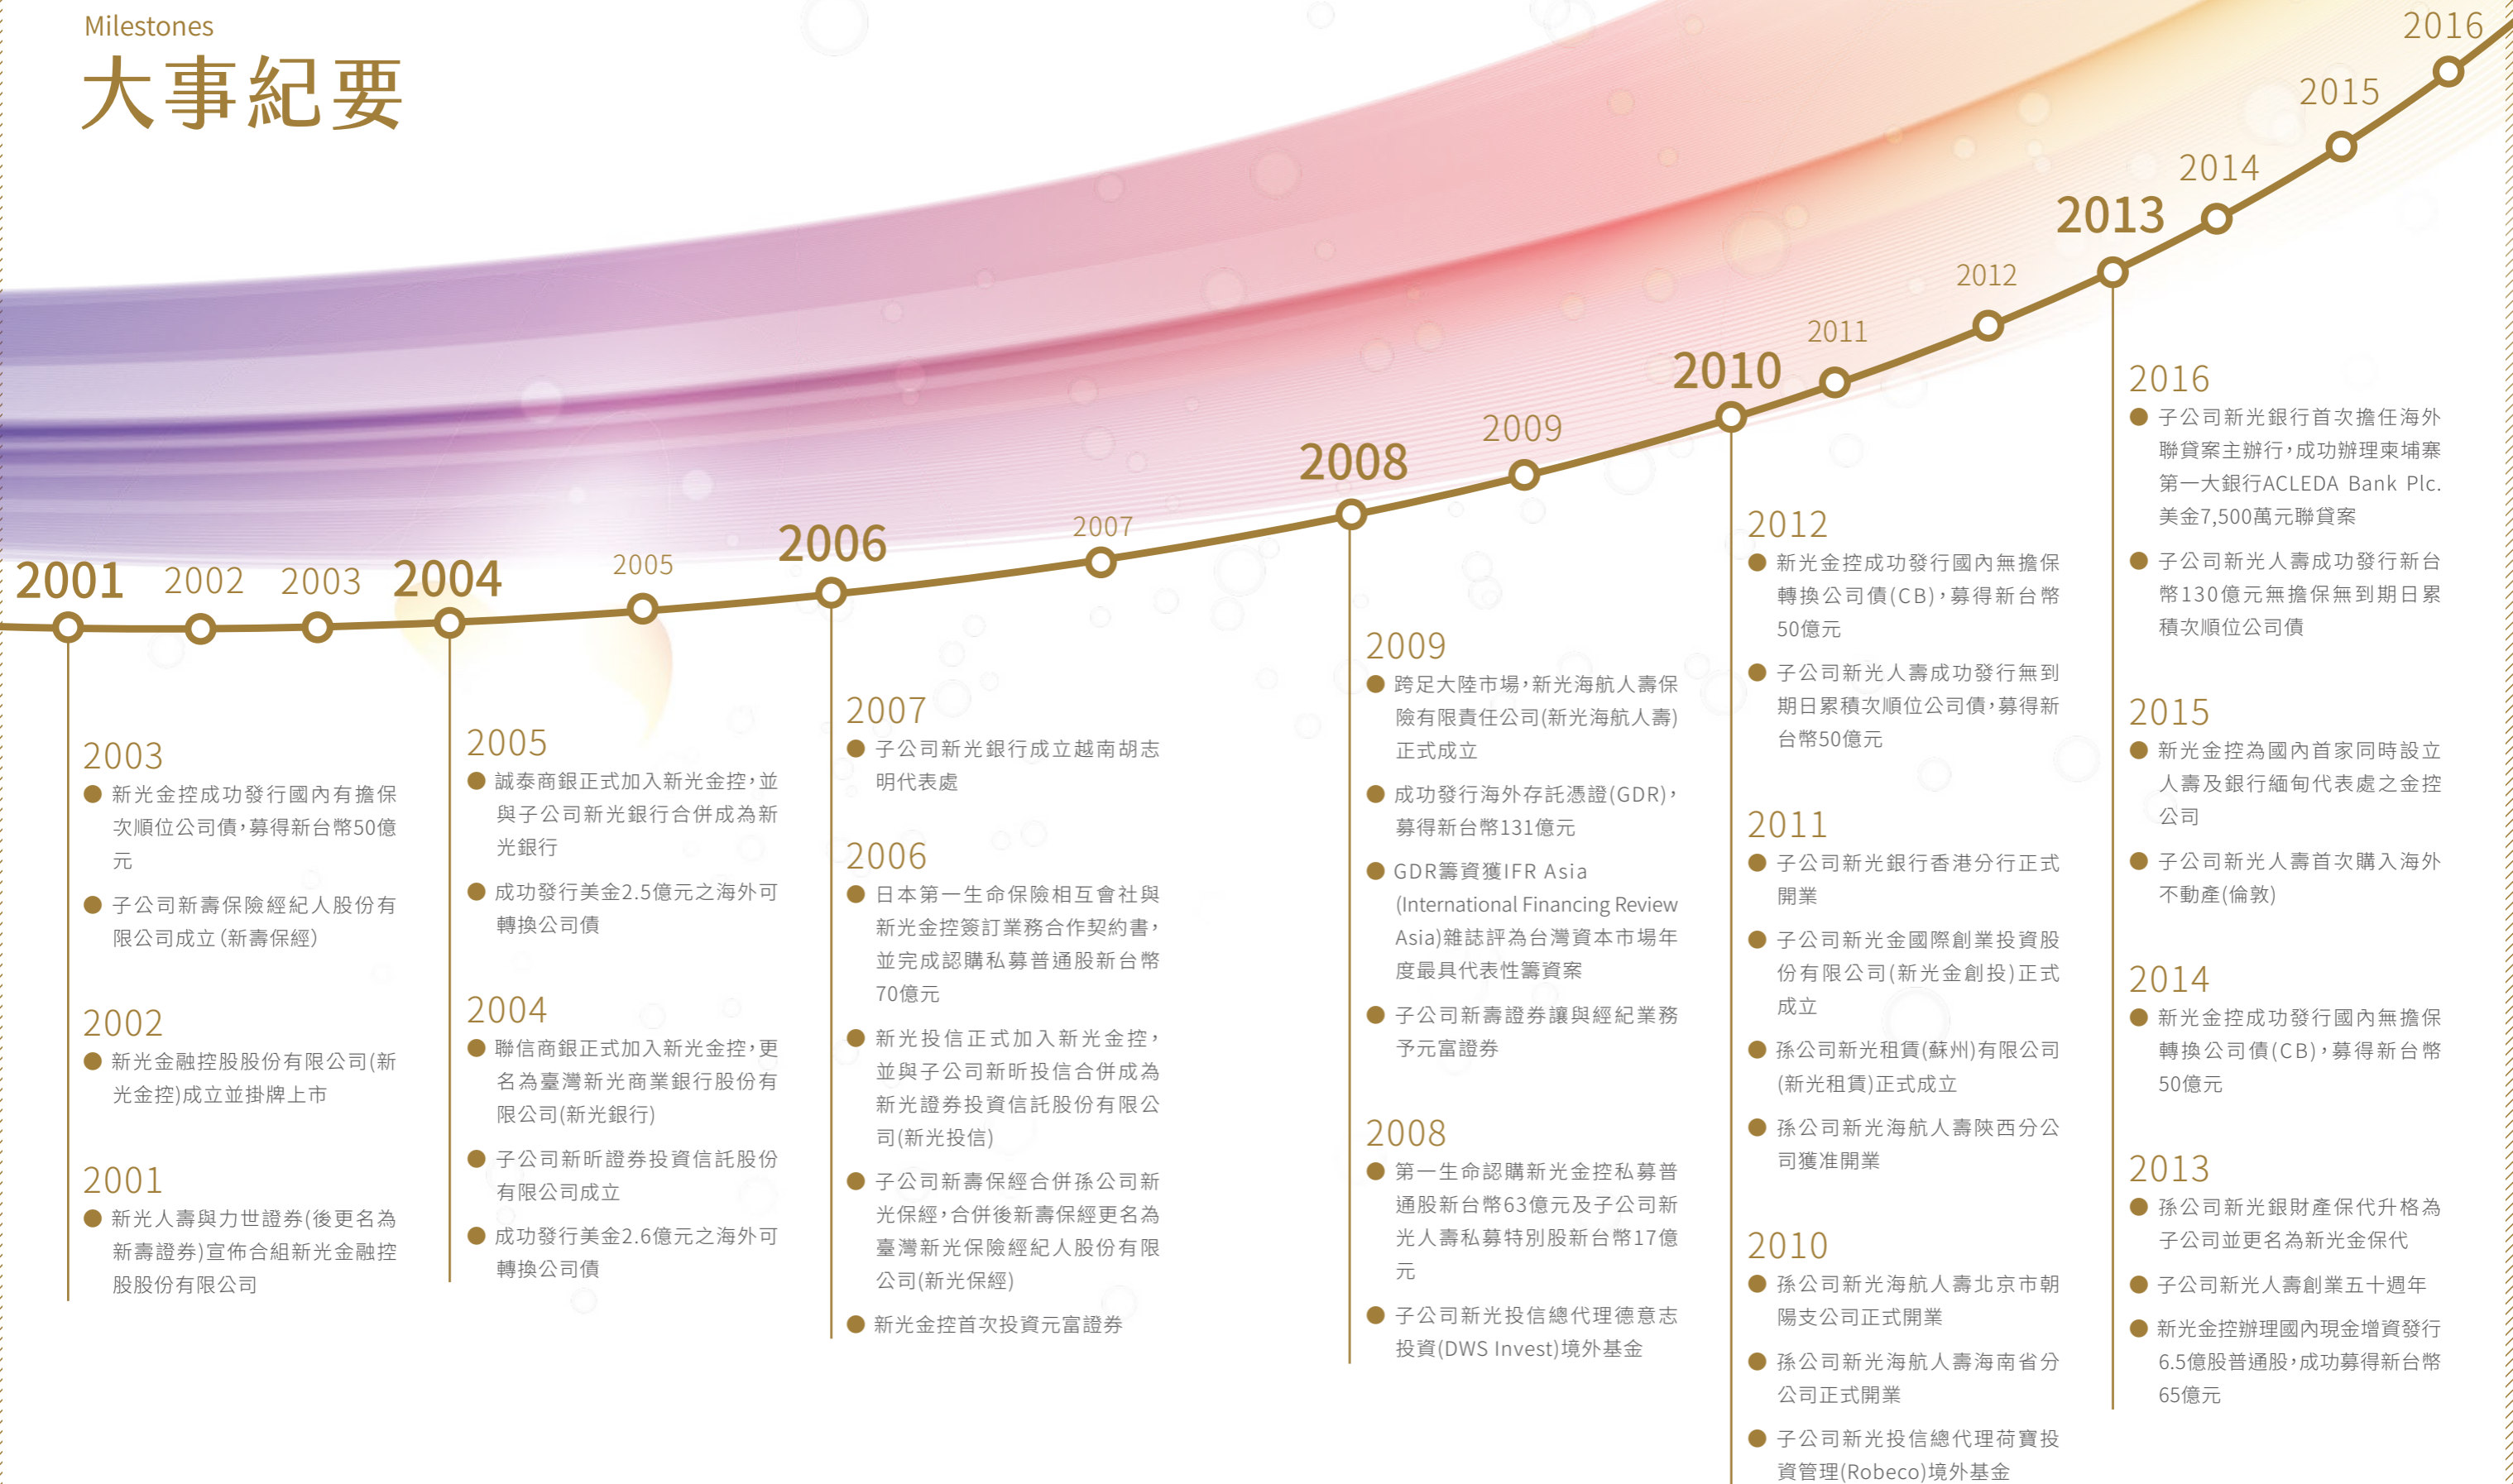 Milestones
大事紀要
2001
2002
2003
2004
2005
2006
2007
2008
2009
2010
2011
2012
2013
2014
2015
2016
2003
● 新光金控成功發行國內有擔保
次順位公司債，募得新台幣50億
元
● 子公司新壽保險經紀人股份有
限公司成立(新壽保經)
2002
● 新光金融控股股份有限公司(新
光金控)成立並掛牌上市
2001
● 新光人壽與力世證券(後更名為
新壽證券)宣佈合組新光金融控
股股份有限公司
2005
● 誠泰商銀正式加入新光金控，並
與子公司新光銀行合併成為新
光銀行
● 成功發行美金2.5億元之海外可
轉換公司債
2004
● 聯信商銀正式加入新光金控，更
名為臺灣新光商業銀行股份有
限公司(新光銀行)
● 子公司新昕證券投資信託股份
有限公司成立
● 成功發行美金2.6億元之海外可
轉換公司債
2007
● 子公司新光銀行成立越南胡志
明代表處
2006
● 日本第一生命保險相互會社與
新光金控簽訂業務合作契約書，
並完成認購私募普通股新台幣
70億元
● 新光投信正式加入新光金控，
並與子公司新昕投信合併成為
新光證券投資信託股份有限公
司(新光投信)
● 子公司新壽保經合併孫公司新
光保經，合併後新壽保經更名為
臺灣新光保險經紀人股份有限
公司(新光保經)
● 新光金控首次投資元富證券
2009
● 跨足大陸市場，新光海航人壽保
險有限責任公司(新光海航人壽)
正式成立
● 成功發行海外存託憑證(GDR)，
募得新台幣131億元
● GDR籌資獲IFR Asia
(International Financing Review
Asia)雜誌評為台灣資本市場年
度最具代表性籌資案
● 子公司新壽證券讓與經紀業務
予元富證券
2008
● 第一生命認購新光金控私募普
通股新台幣63億元及子公司新
光人壽私募特別股新台幣17億
元
● 子公司新光投信總代理德意志
投資(DWS Invest)境外基金
2012
● 新光金控成功發行國內無擔保
轉換公司債(CB)，募得新台幣
50億元
● 子公司新光人壽成功發行無到
期日累積次順位公司債，募得新
台幣50億元
2011
● 子公司新光銀行香港分行正式
開業
● 子公司新光金國際創業投資股
份有限公司(新光金創投)正式
成立
● 孫公司新光租賃(蘇州)有限公司
(新光租賃)正式成立
● 孫公司新光海航人壽陝西分公
司獲准開業
2010
● 孫公司新光海航人壽北京市朝
陽支公司正式開業
● 孫公司新光海航人壽海南省分
公司正式開業
● 子公司新光投信總代理荷寶投
資管理(Robeco)境外基金
2016
● 子公司新光銀行首次擔任海外
聯貸案主辦行，成功辦理柬埔寨
第一大銀行ACLEDA Bank Plc.
美金7,500萬元聯貸案
● 子公司新光人壽成功發行新台
幣130億元無擔保無到期日累
積次順位公司債
2015
● 新光金控為國內首家同時設立
人壽及銀行緬甸代表處之金控
公司
● 子公司新光人壽首次購入海外
不動產(倫敦)
2014
● 新光金控成功發行國內無擔保
轉換公司債(CB)，募得新台幣
50億元
2013
● 孫公司新光銀財產保代升格為
子公司並更名為新光金保代
● 子公司新光人壽創業五十週年
● 新光金控辦理國內現金增資發行
6.5億股普通股，成功募得新台幣
65億元